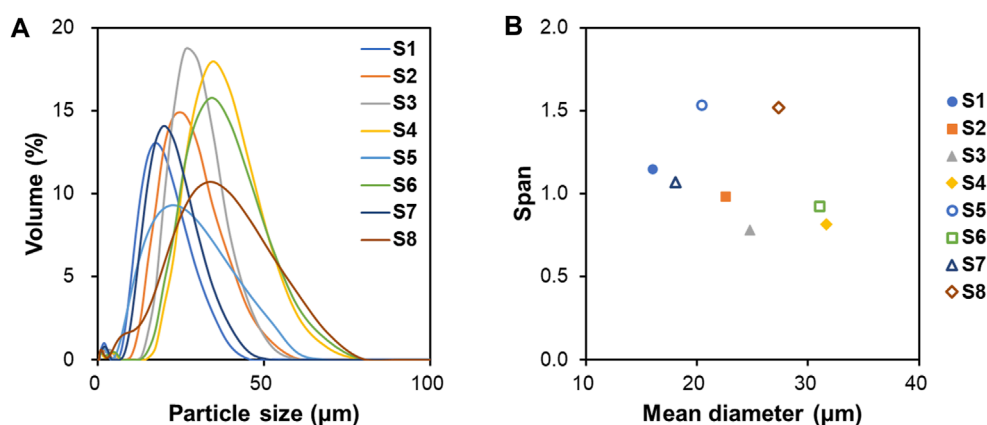 A
20
15
10
5
0
Volume (%)
0
50
100
Particle size (µm)
S1
S2
S3
S4
S5
S6
S7
S8
B
2.0
1.5
1.0
0.5
0.0
Span
10
20
30
40
Mean diameter (µm)
S1
S2
S3
S4
S5
S6
S7
S8